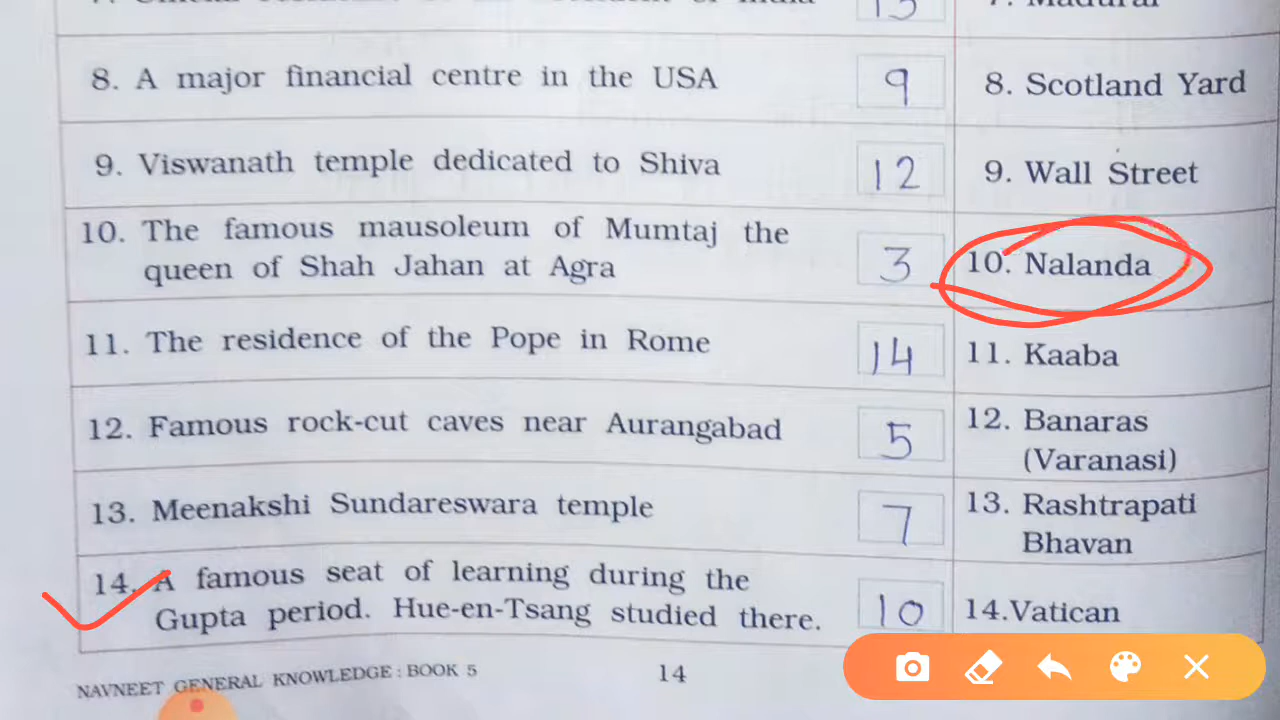 13 7. Madurai
8. A major financial centre in the USA 9 8. Scotland Yard
9. Viswanath temple dedicated to Shiva 12 9. Wall Street
10. The famous mausoleum of Mumtaj the
queen of Shah Jahan at Agra 3 10. Nalanda
11. The residence of the Pope in Rome 14 11. Kaaba
12. Famous rock-cut caves near Aurangabad 5 12. Banaras
(Varanasi)
13. Meenakshi Sundareswara temple 7 13. Rashtrapati
Bhavan
14. A famous seat of learning during the
Gupta period. Hue-en-Tsang studied there. 10 14.Vatican
NAVNEET GENERAL KNOWLEDGE : BOOK 5 14